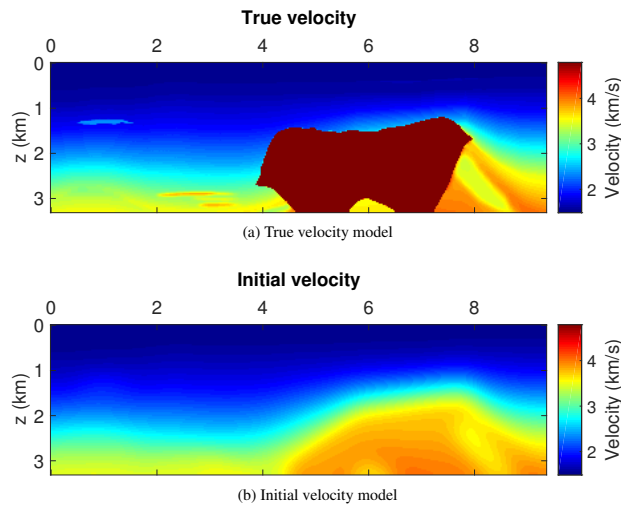 True velocity
0 2 4 6 8
0
1
2
3
z (km)
4
3
2
Velocity (km/s)
(a) True velocity model
Initial velocity
0 2 4 6 8
0
1
2
3
z (km)
4
3
2
Velocity (km/s)
(b) Initial velocity model